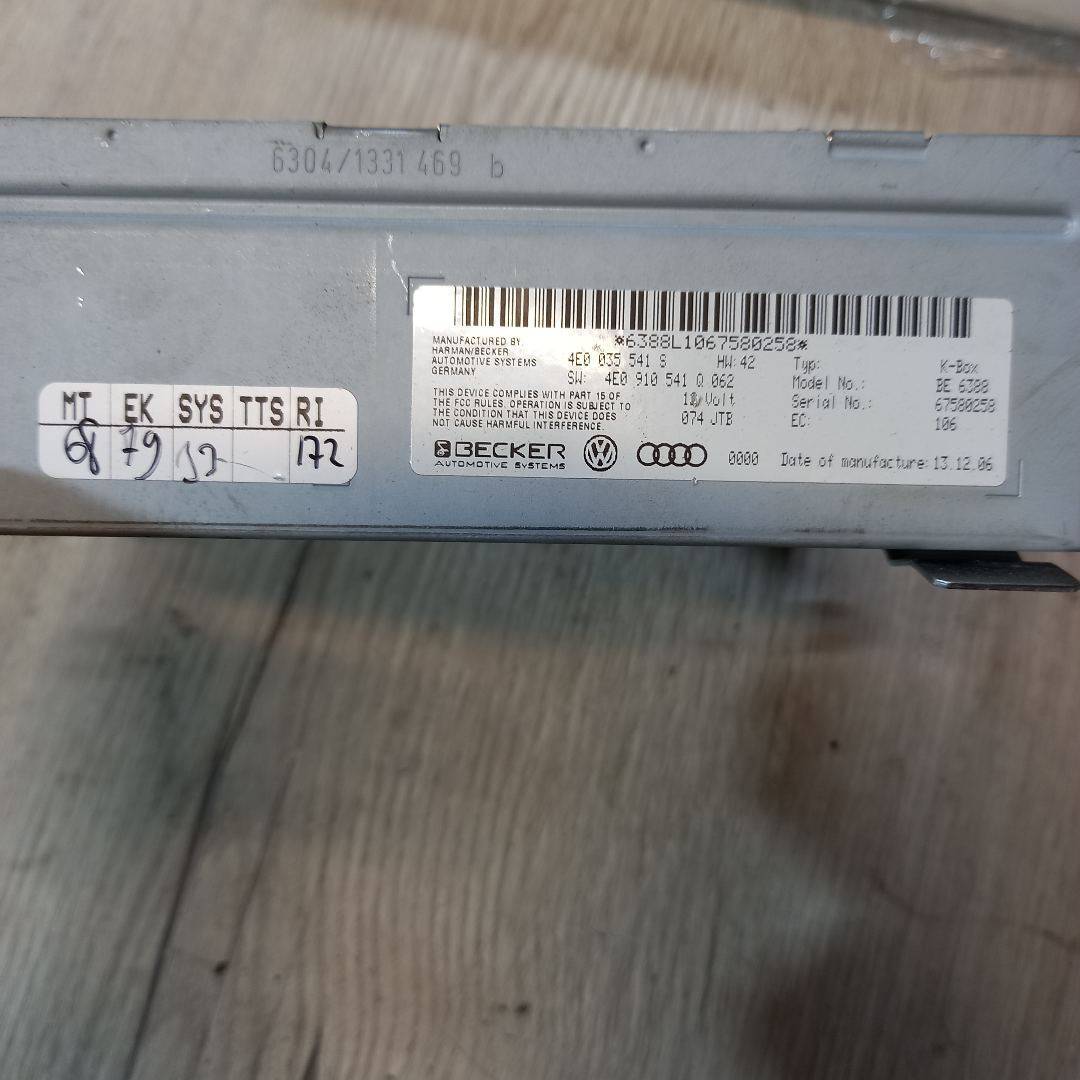 6304/1331 469 b
*6388L1067580258*
MANUFACTURED BY:
HARMAN/BECKER
AUTOMOTIVE SYSTEMS
GERMANY
THIS DEVICE COMPLIES WITH PART 15 OF
THE FCC RULES. OPERATION IS SUBJECT TO
THE CONDITION THAT THIS DEVICE DOES
NOT CAUSE HARMFUL INTERFERENCE.
4E0 035 541 S HW: 42
SW: 4E0 910 541 Q 062
Volt
074 JTB
Typ: K-Box
Model No.: BE 6388
Serial No.: 67580258
EC: 106
BECKER
AUTOMOTIVE SYSTEMS
0000 Date of manufacture: 13.12.06
MT EK SYS TTS RI
68 79 172